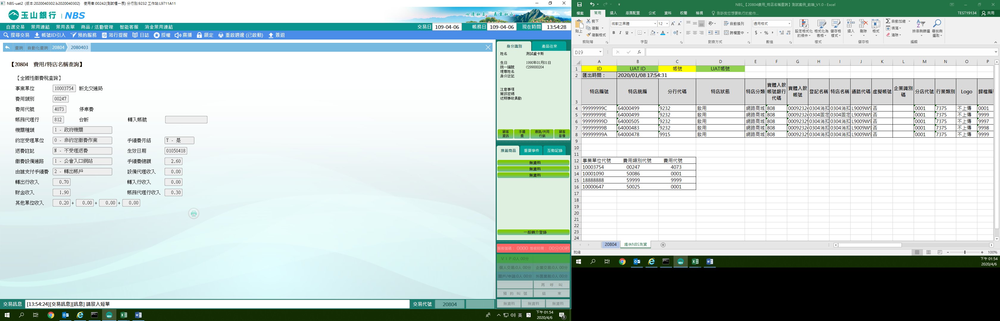 NBS-uat2 (版本:2020040302.b2020040302) 使用者:00242(測試櫃一辰) 分行別:9232 工作站:L9711A11
玉山銀行 | NBS
心清如玉 義重如山
自選交易 常用連結 常用表單 商品 / 活動管理 智能客服 消金常用連結 交易日 109-04-06 帳務日 109-04-06 現在時間 13:54:28
搜尋交易 帳號ID引入 預約服務 蒞行提醒 日誌 授權 廣播 鎖定 重啟週邊 (已啟動) 簽退
查詢 自動化查詢 20804 2080403
【20804 費用/特店名稱查詢】
【全國性繳費稅查詢】
事業單位 10003754 新北交通局
費用類別 00247
費用代號 4073 停車費
帳務代理行 812 台新 轉入帳號
機關種類 1 - 政府機關
約定受理單位 0 - 非約定繳費作業 手續費月結 Y - 是
退費註記 N - 不受理退費 生效日期 01050418
繳費設備通路 1 - 公會入口網站 手續費總額 2.60
由誰支付手續費 2 - 轉出帳戶 設備代理收入 0.00
轉出行收入 0.70 轉入行收入 0.00
財金收入 1.90 帳務代理行收入 0.30
其他單位收入 0.20 + 0.00 + 0.00 + 0.00
身分識別 產品往來
姓名 測試盧卡斯
生日 1990年01月01日
統一編號 C299000204
理專姓名
身分註記
注意事項
簡訊密碼
近期事故異動
顧客資訊 手續費 通路/共同行銷 顧客影像
推薦商品 重要事件 互動記錄
無資料
無資料
無資料
一般轉介登錄
服務號碼： 0000 等候時間： 00分00秒
V I P :0人 00分
個人交易:0人 00分 企業交易:0人 00分
開戶/申請:0人 00分 外匯業務:0人 00分
再 呼 叫
預 約 叫 號 結 束
無資料 無資料 無資料
交易訊息 [13:54:24][交易訊息][訊息] 請放入短單 交易代號 20804
英 下午 01:54
2020/4/6 3
NBS_【20804費用_特店名稱查詢】測試案例_前端_V1.0 - Excel
檔案 常用 插入 版面配置 公式 資料 校閱 檢視 告訴我您想要執行的動作... TEST19134 共用
貼上 剪下 複製 複製格式 剪貼簿
微軟正黑體 12 B I U 字型
自動換列 跨欄置中 對齊方式
通用格式 $ % 數值
設定格式化的條件 格式化為表格 儲存格樣式 樣式
插入 刪除 格式 儲存格
自動加總 填滿 清除 排序與篩選 尋找與選取 編輯
D19 fx
A B C D E F G H I J K L M N O P
1 ID UAT ID 帳號 UAT帳號
2 匯出時間： 2020/01/08 17:54:31
3 特店編號 特店統編 分行代碼 特店狀態 特店分類 實體入款帳號銀行代碼 實體入款帳號 登記名稱 特店名稱 通路代碼 虛擬帳號 企業識別碼 分店代號 行業類別 Logo 歸檔編
4 99999999C 64000499 9232 啟用 網路商城 808 00092324 0304消扣 0304消扣 L9009W9 否 0001 7375 不上傳 0001
5 99999999E 64000499 9232 啟用 網路商城 808 00092324 0304固定 0304固定 L9009W9 否 0001 7375 不上傳 9999
6 99999999D 64000505 9232 啟用 網路商城 808 00092329 0304固定 0304固定 L9009W9 否 0001 7375 不上傳 9997
7 99999999B 64000483 9232 啟用 網路商城 808 00092329 0304消扣 0304消扣 L9009W9 否 0001 7375 不上傳 9998
8 99999999A 64000478 9915 啟用 網路商城 808 00092329 0304消扣 0304消扣 L9009W9 否 0001 7375 不上傳 9999
9
10
11
12 事業單位代號 費用類別代號 費用代號
13 10003754 00247 4073
14 10001090 50086 0001
15 18888888 59999 9999
16 10000647 50025 0001
17
18
19
20
21
22
23
24
20804 提供NBS測資
就緒 100%
下午 01:54
2020/4/6